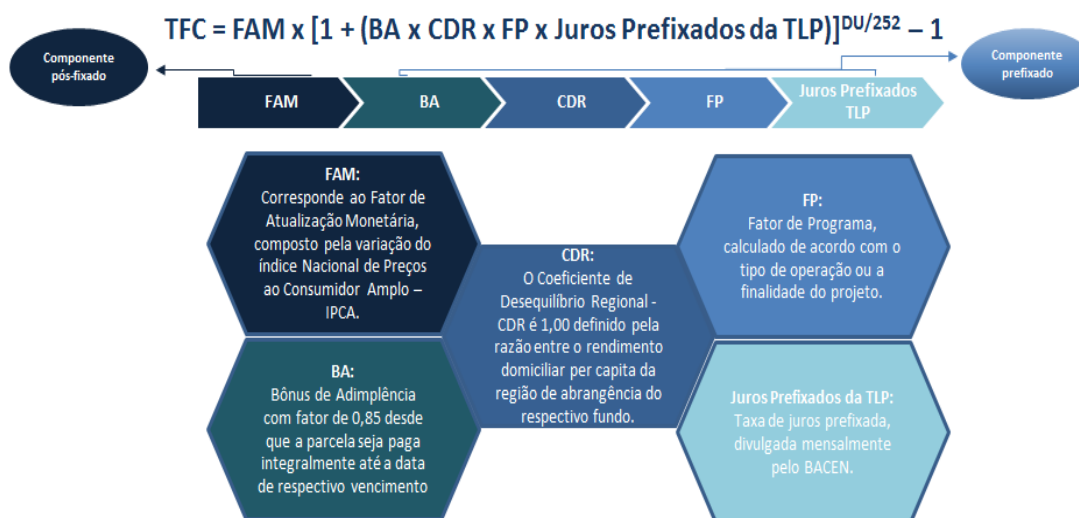 TFC = FAM x [1 + (BA x CDR x FP x Juros Prefixados da TLP)]^DU/252 – 1
Componente
pós-fixado
Componente
prefixado
FAM
BA
CDR
FP
Juros Prefixados
TLP
FAM:
Corresponde ao Fator de
Atualização Monetária,
composto pela variação do
índice Nacional de Preços
ao Consumidor Amplo –
IPCA.
BA:
Bônus de Adimplência
com fator de 0,85 desde
que a parcela seja paga
integralmente até a data
de respectivo vencimento
CDR:
O Coeficiente de
Desequilíbrio Regional -
CDR é 1,00 definido pela
razão entre o rendimento
domiciliar per capita da
região de abrangência do
respectivo fundo.
FP:
Fator de Programa,
calculado de acordo com o
tipo de operação ou a
finalidade do projeto.
Juros Prefixados da TLP:
Taxa de juros prefixada,
divulgada mensalmente
pelo BACEN.